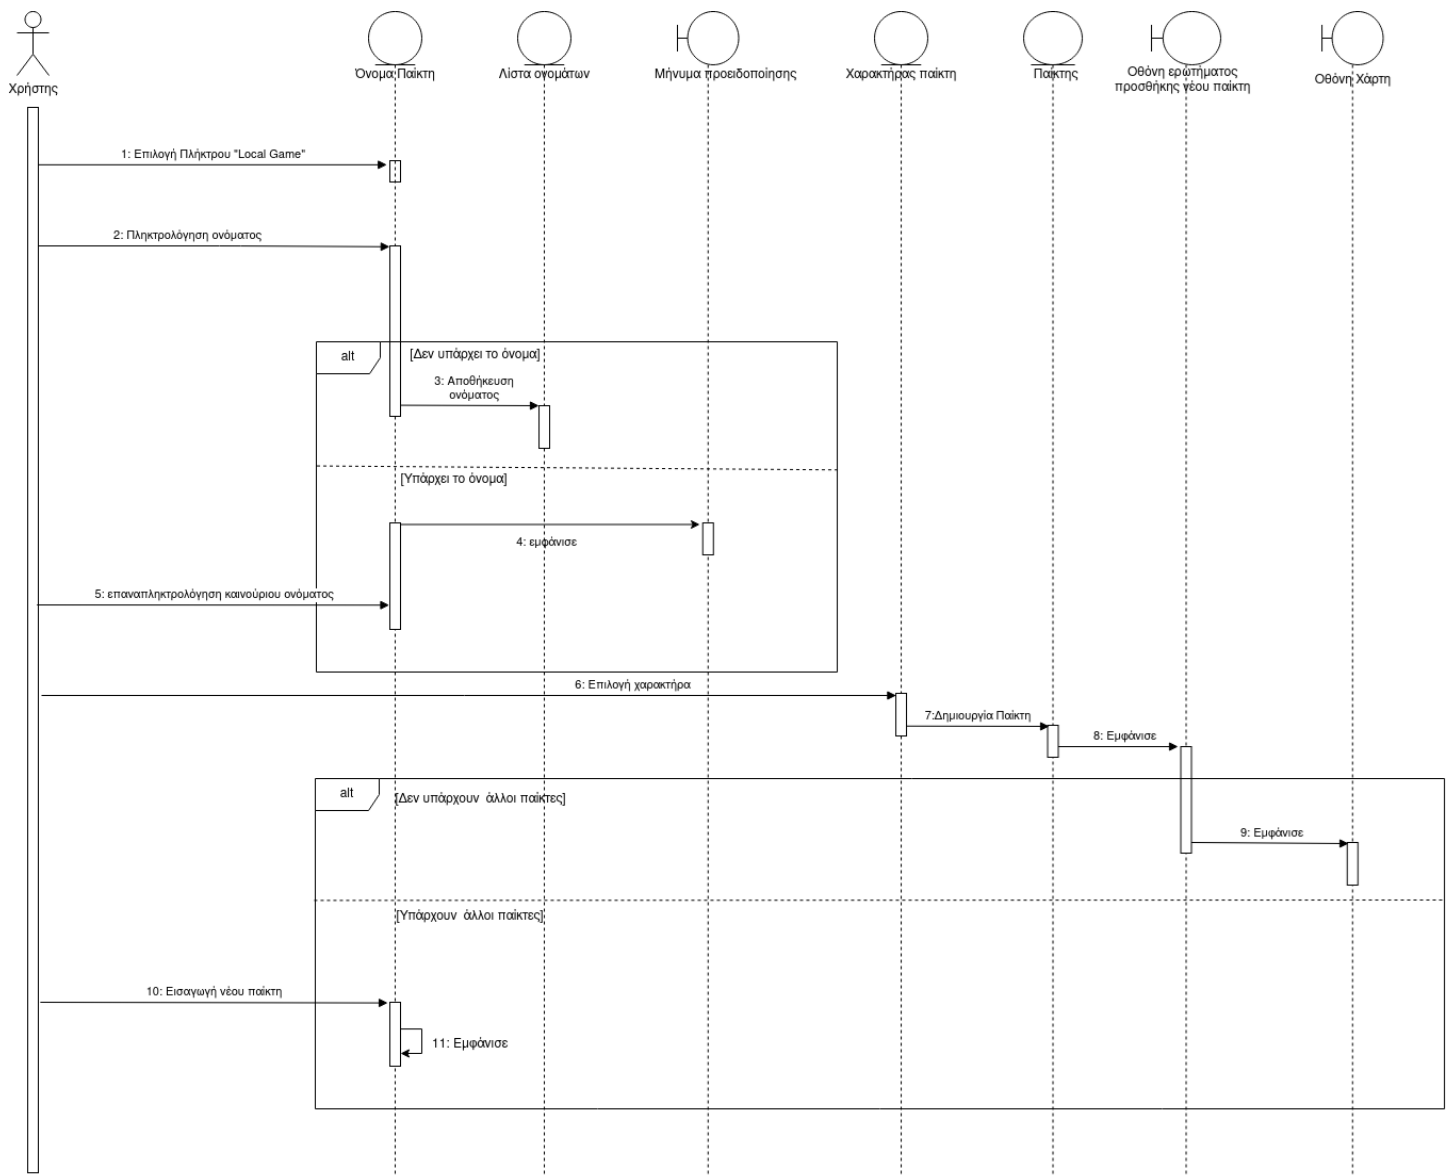 Χρήστης
Όνομα Παίκτη
Λίστα ονομάτων
Μήνυμα προειδοποίησης
Χαρακτήρας παίκτη
Παίκτης
Οθόνη ερωτήματος
προσθήκης νέου παίκτη
Οθόνη Χάρτη
1: Επιλογή Πλήκτρου "Local Game"
2: Πληκτρολόγηση ονόματος
alt
[Δεν υπάρχει το όνομα]
3: Αποθήκευση
ονόματος
[Υπάρχει το όνομα]
4: εμφάνισε
5: επαναπληκτρολόγηση καινούριου ονόματος
6: Επιλογή χαρακτήρα
7:Δημιουργία Παίκτη
8: Εμφάνισε
alt
[Δεν υπάρχουν άλλοι παίκτες]
9: Εμφάνισε
[Υπάρχουν άλλοι παίκτες]
10: Εισαγωγή νέου παίκτη
11: Εμφάνισε